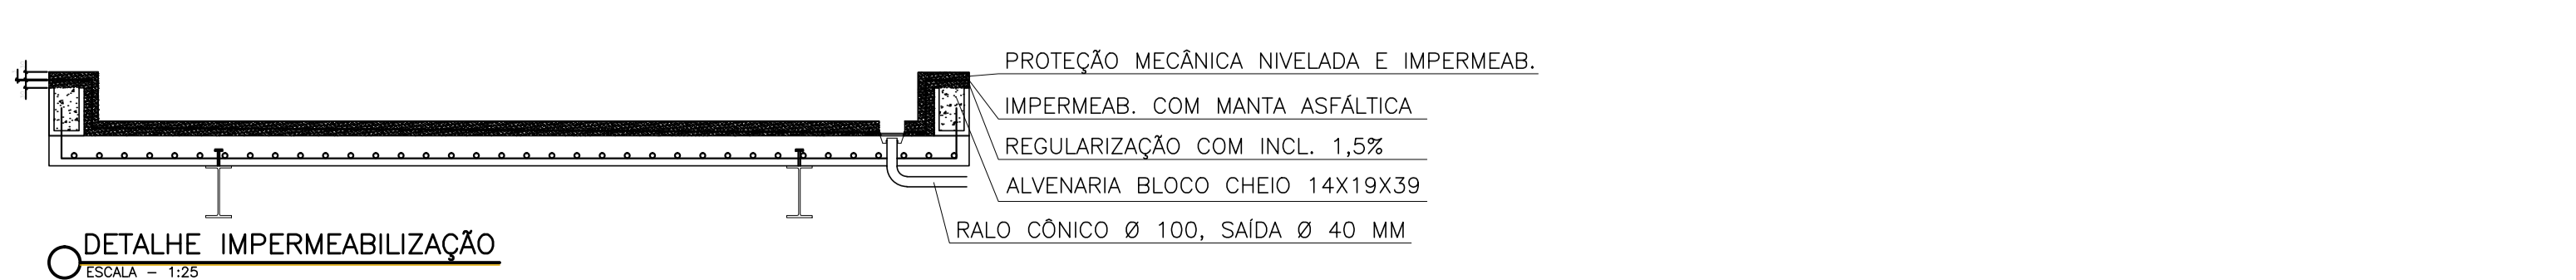 PROTEÇÃO MECÂNICA NIVELADA E IMPERMEAB.
IMPERMEAB. COM MANTA ASFÁLTICA
REGULARIZAÇÃO COM INCL. 1,5%
ALVENARIA BLOCO CHEIO 14X19X39
RALO CÔNICO Ø 100, SAÍDA Ø 40 MM
DETALHE IMPERMEABILIZAÇÃO
ESCALA – 1:25